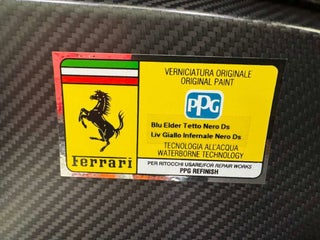 VERNICIATURA ORIGINALE
ORIGINAL PAINT
PPG
Blu Elder Tetto Nero Ds
Liv Giallo Infernale Nero Ds
TECNOLOGIA ALL'ACQUA
WATERBORNE TECHNOLOGY
Ferrari
PER RITOCCHI USARE/FOR REPAIR WORKS
PPG REFINISH